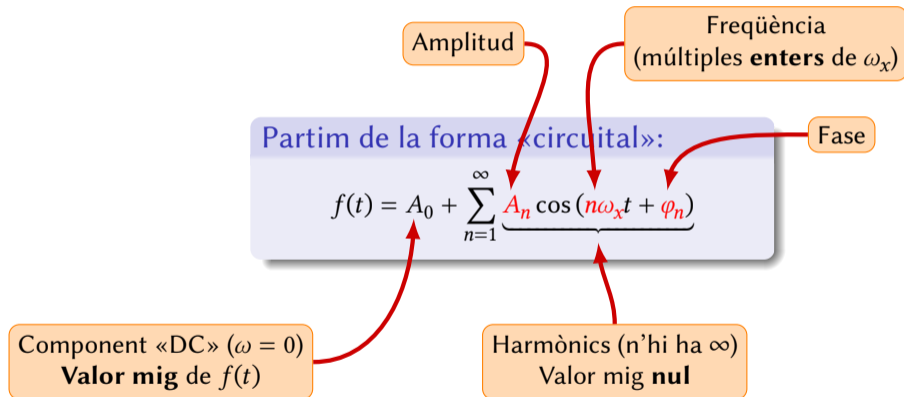 Amplitud
Freqüència
(múltiples enters de ωₓ)
Partim de la forma «circuital»:
Fase
f(t) = A₀ + ∑_{n=1}^{∞} Aₙ cos (nωₓt + φₙ)
Component «DC» (ω = 0)
Valor mig de f(t)
Harmònics (n'hi ha ∞)
Valor mig nul